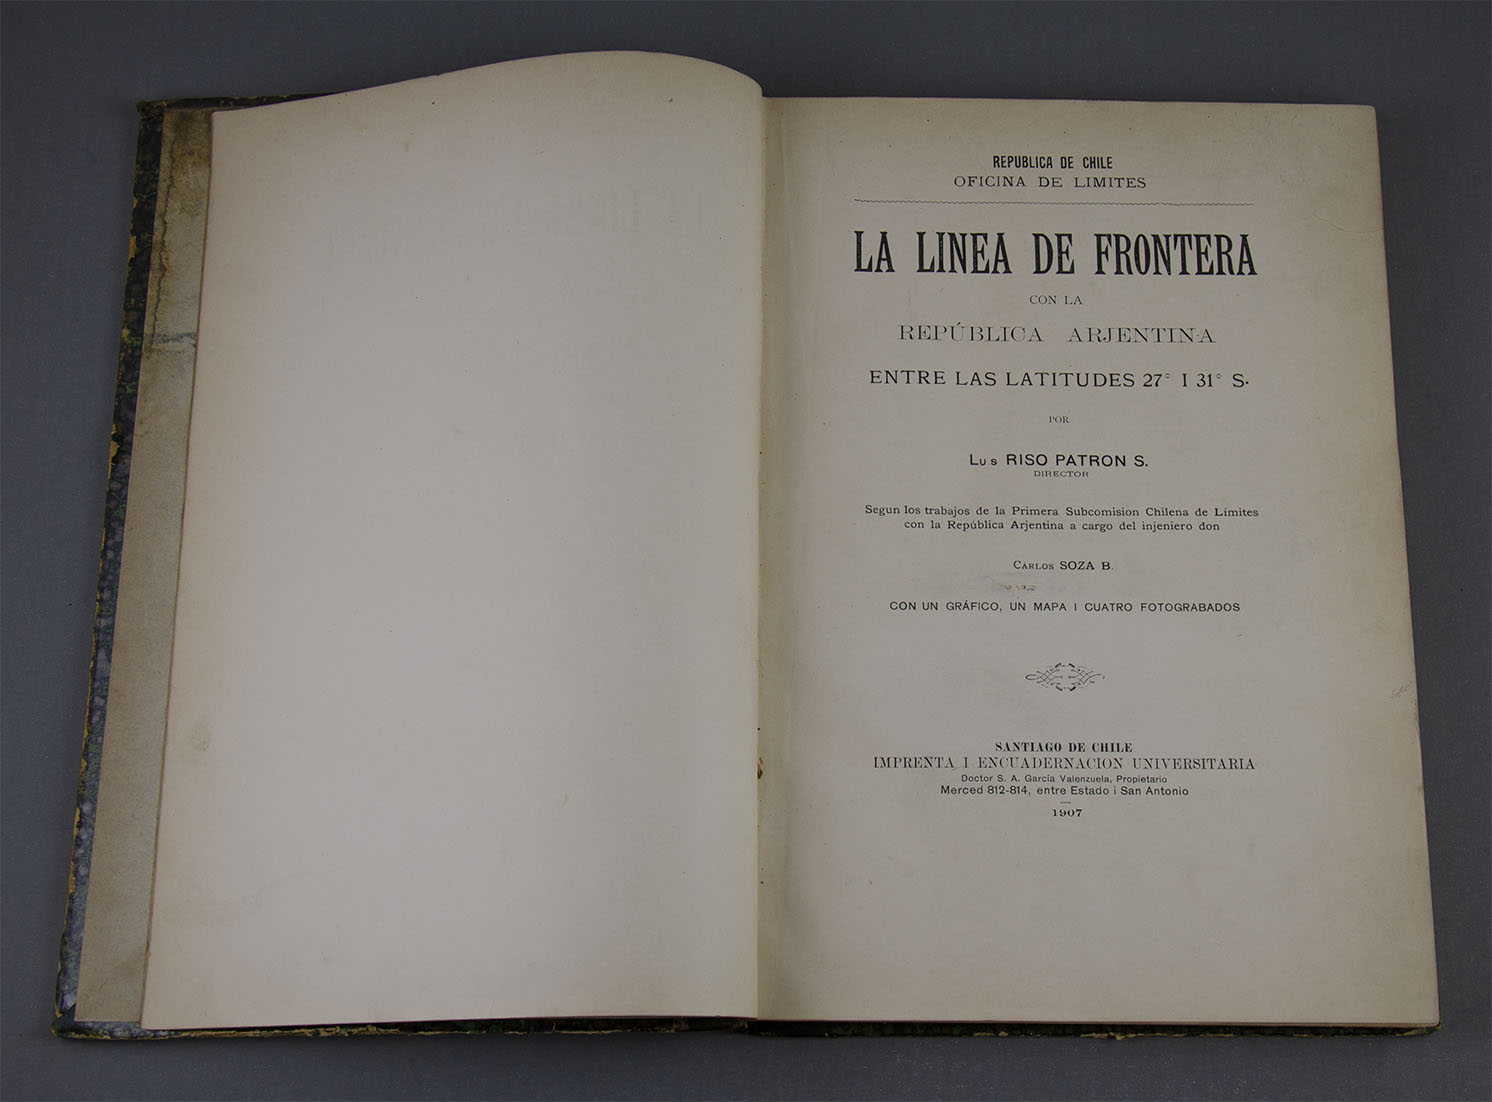 REPUBLICA DE CHILE
OFICINA DE LIMITES
LA LINEA DE FRONTERA
CON LA
REPÚBLICA ARJENTINA
ENTRE LAS LATITUDES 27° I 31° S.
POR
Lu s RISO PATRON S.
DIRECTOR
Segun los trabajos de la Primera Subcomision Chilena de Límites
con la República Arjentina a cargo del injeniero don
Cárlos SOZA B.
CON UN GRÁFICO, UN MAPA I CUATRO FOTOGRABADOS
SANTIAGO DE CHILE
IMPRENTA I ENCUADERNACION UNIVERSITARIA
Doctor S. A. García Valenzuela, Propietario
Merced 812-814, entre Estado i San Antonio
1907